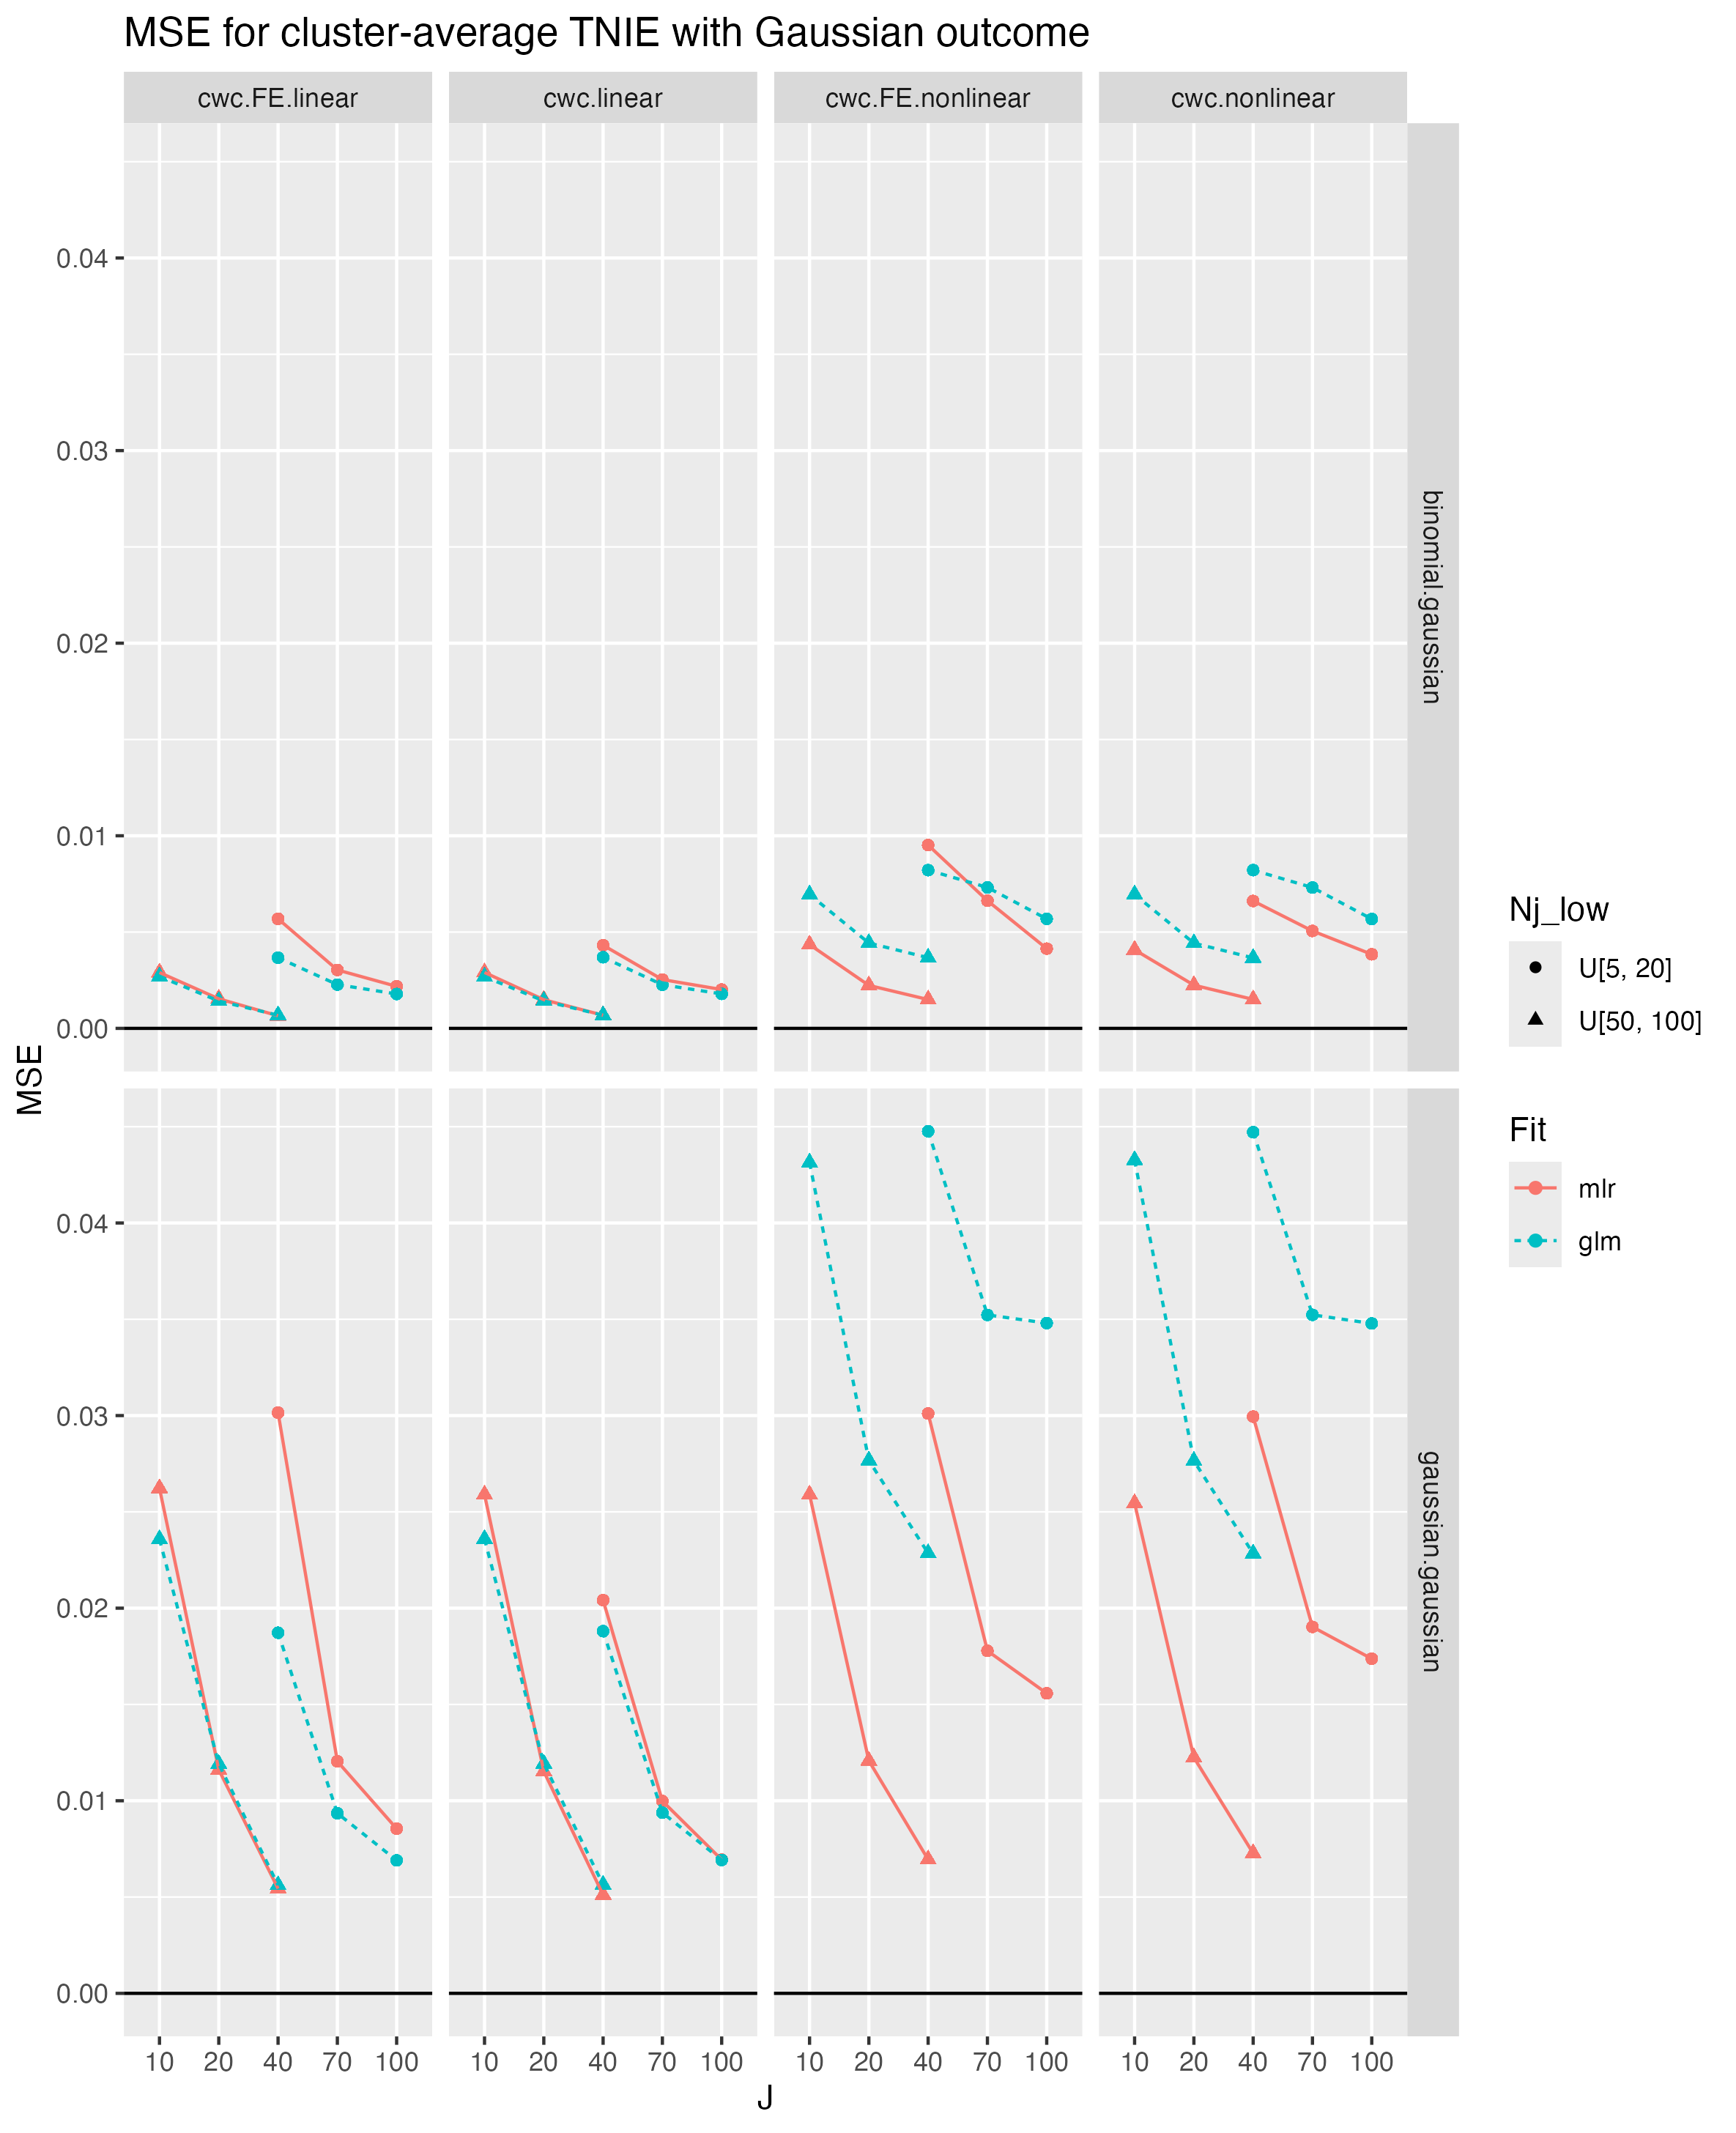 MSE for cluster-average TNIE with Gaussian outcome
cwc.FE.linear
cwc.linear
cwc.FE.nonlinear
cwc.nonlinear
0.04
0.03
0.02
0.01
0.00
binomial.gaussian
MSE
0.04
0.03
0.02
0.01
0.00
gaussian.gaussian
10 20 40 70 100
10 20 40 70 100
10 20 40 70 100
10 20 40 70 100
J
Nj_low
U[5, 20]
U[50, 100]
Fit
mlr
glm